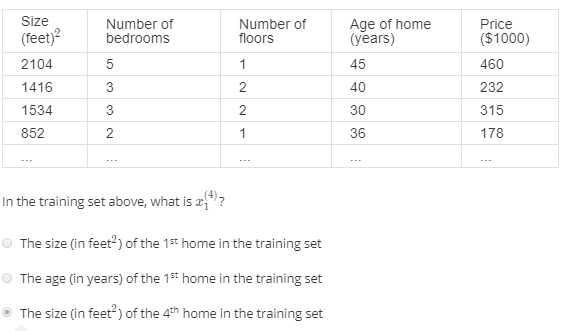 Size (feet)² Number of bedrooms Number of floors Age of home (years) Price ($1000)
2104 5 1 45 460
1416 3 2 40 232
1534 3 2 30 315
852 2 1 36 178
... ... ... ... ...
In the training set above, what is x₁⁽⁴⁾?
The size (in feet²) of the 1ˢᵗ home in the training set
The age (in years) of the 1ˢᵗ home in the training set
The size (in feet²) of the 4ᵗʰ home in the training set